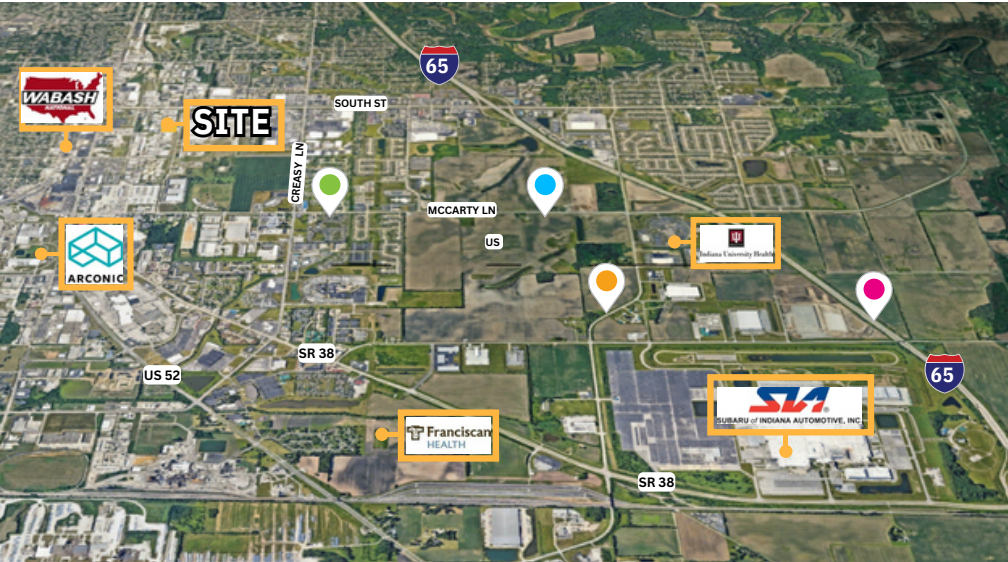 65
WABASH
NATIONAL
SOUTH ST
SITE
CREASY LN
MCCARTY LN
US
ARCONIC
Indiana University Health
SR 38
65
US 52
SUBARU of INDIANA AUTOMOTIVE, INC.
Franciscan
HEALTH
SR 38